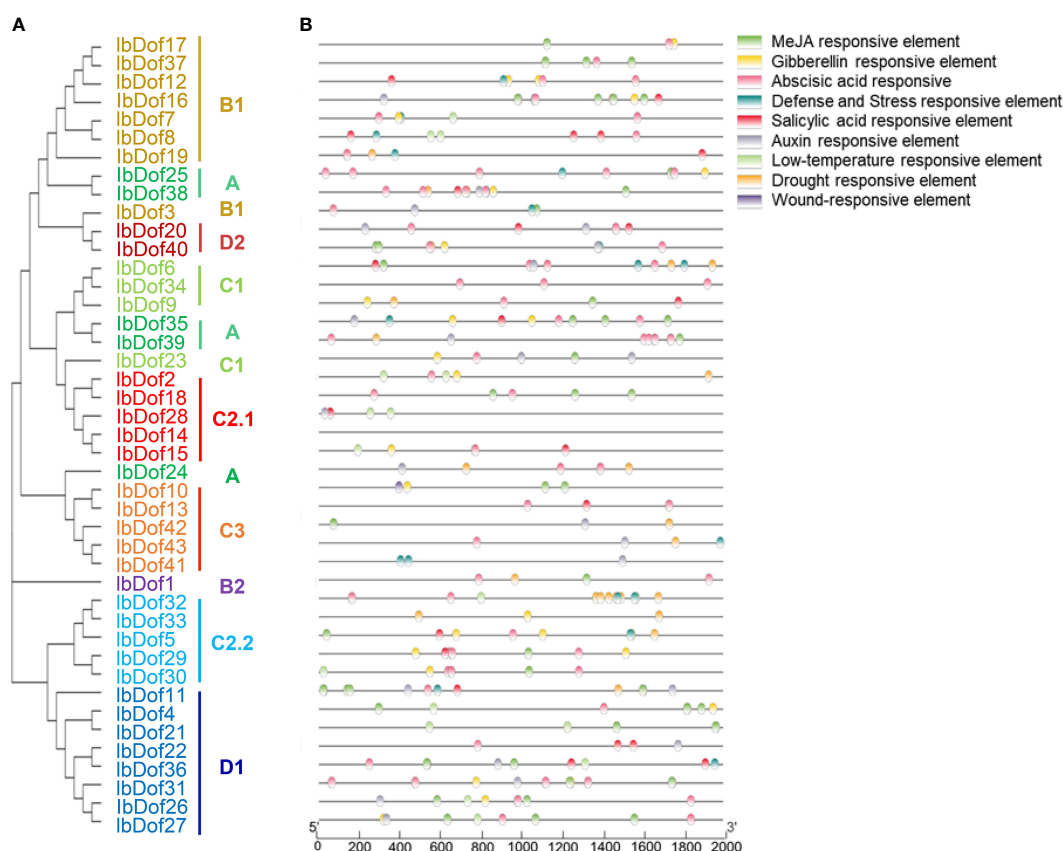 A
B
IbDof17
IbDof37
IbDof12
IbDof16
B1
IbDof7
IbDof8
IbDof19
IbDof25
A
IbDof38
IbDof3
B1
IbDof20
D2
IbDof40
IbDof6
IbDof34
C1
IbDof9
IbDof35
A
IbDof39
IbDof23
C1
IbDof2
IbDof18
IbDof28
C2.1
IbDof14
IbDof15
IbDof24
A
IbDof10
IbDof13
IbDof42
C3
IbDof43
IbDof41
IbDof1
B2
IbDof32
IbDof33
IbDof5
C2.2
IbDof29
IbDof30
IbDof11
IbDof4
IbDof21
IbDof22
IbDof36
D1
IbDof31
IbDof26
IbDof27
MeJA responsive element
Gibberellin responsive element
Abscisic acid responsive
Defense and Stress responsive element
Salicylic acid responsive element
Auxin responsive element
Low-temperature responsive element
Drought responsive element
Wound-responsive element
5' 3'
0 200 400 600 800 1000 1200 1400 1600 1800 2000